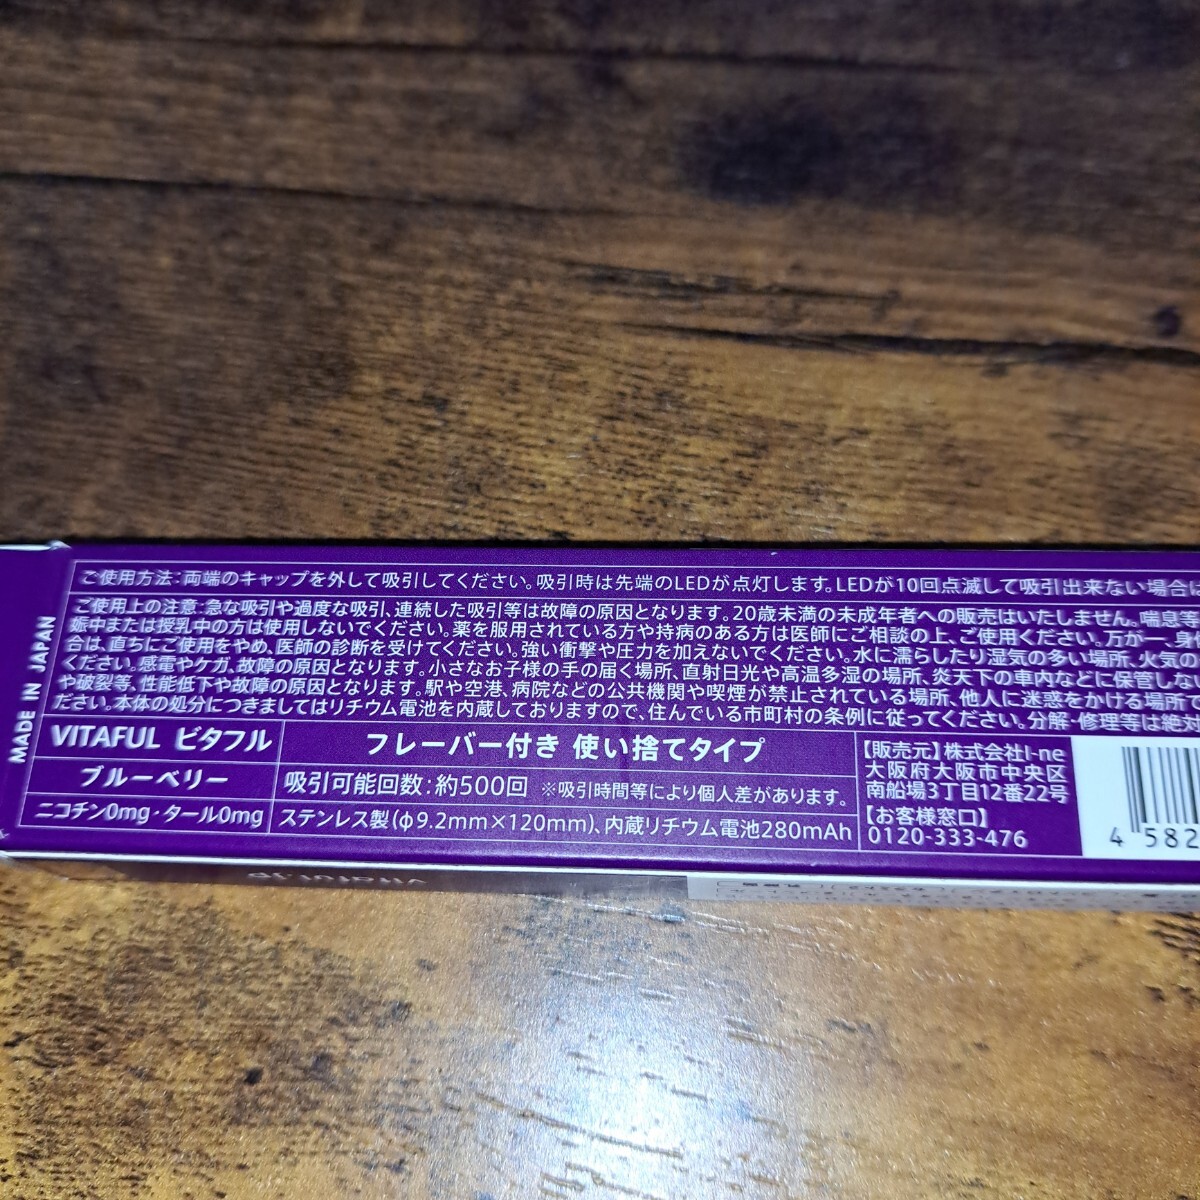 MADE IN JAPAN
ご使用方法:両端のキャップを外して吸引してください。吸引時は先端のLEDが点灯します。LEDが10回点滅して吸引出来ない場合
ご使用上の注意:急な吸引や過度な吸引、連続した吸引等は故障の原因となります。20歳未満の未成年者への販売はいたしません。喘息等
娠中または授乳中の方は使用しないでください。薬を服用されている方や持病のある方は医師にご相談の上、ご使用ください。万が一、身
合は、直ちにご使用をやめ、医師の診断を受けてください。強い衝撃や圧力を加えないでください。水に濡らしたり湿気の多い場所、火気の
ください。感電やケガ、故障の原因となります。小さなお子様の手の届く場所、直射日光や高温多湿の場所、炎天下の車内などに保管しない
や破裂等、性能低下や故障の原因となります。駅や空港、病院などの公共機関や喫煙が禁止されている場所、他人に迷惑をかける場所で
ださい。本体の処分につきましてはリチウム電池を内蔵しておりますので、住んでいる市町村の条例に従ってください。分解・修理等は絶対
VITAFUL ビタフル
フレーバー付き 使い捨てタイプ
ブルーベリー
吸引可能回数:約500回 ※吸引時間等により個人差があります。
ニコチン0mg・タール0mg
ステンレス製(φ9.2mm×120mm)、内蔵リチウム電池280mAh
【販売元】株式会社I-ne
大阪府大阪市中央区
南船場3丁目12番22号
【お客様窓口】
0120-333-476
4 582